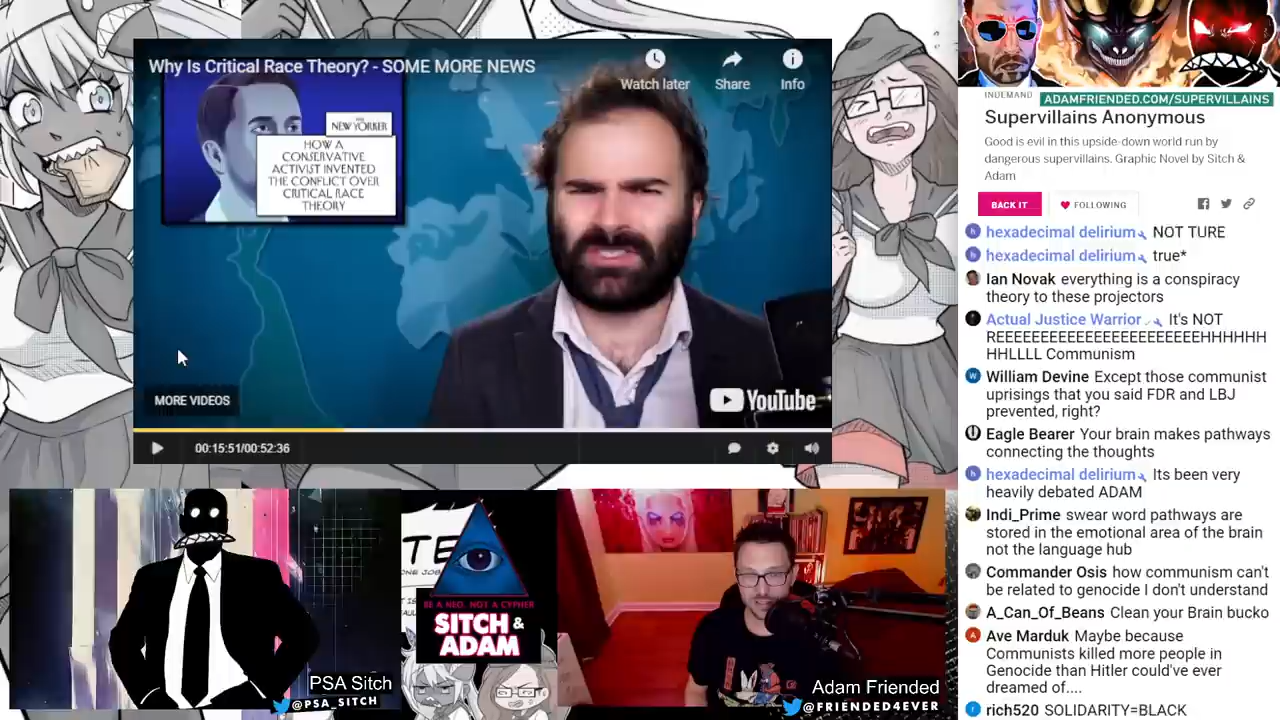 Why Is Critical Race Theory? - SOME MORE NEWS
Watch later
Share
Info
NEW YORKER
HOW A
CONSERVATIVE
ACTIVIST INVENTED
THE CONFLICT OVER
CRITICAL RACE
THEORY
MORE VIDEOS
YouTube
00:15:51/00:52:36
PSA Sitch
@PSA_SITCH
BE A NEO, NOT A CYPHER
SITCH &
ADAM
Adam Friended
@FRIENDED4EVER
INDEMAND
ADAMFRIENDED.COM/SUPERVILLAINS
Supervillains Anonymous
Good is evil in this upside-down world run by
dangerous supervillains. Graphic Novel by Sitch &
Adam
BACK IT
FOLLOWING
hexadecimal delirium NOT TURE
hexadecimal delirium true*
Ian Novak everything is a conspiracy
theory to these projectors
Actual Justice Warrior It's NOT
REEEEEEEEEEEEEEEEEEEEEEEHHHHHH
HHLLLL Communism
William Devine Except those communist
uprisings that you said FDR and LBJ
prevented, right?
Eagle Bearer Your brain makes pathways
connecting the thoughts
hexadecimal delirium Its been very
heavily debated ADAM
Indi_Prime swear word pathways are
stored in the emotional area of the brain
not the language hub
Commander Osis how communism can't
be related to genocide I don't understand
A_Can_Of_Beans Clean your Brain bucko
Ave Marduk Maybe because
Communists killed more people in
Genocide than Hitler could've ever
dreamed of....
rich520 SOLIDARITY=BLACK